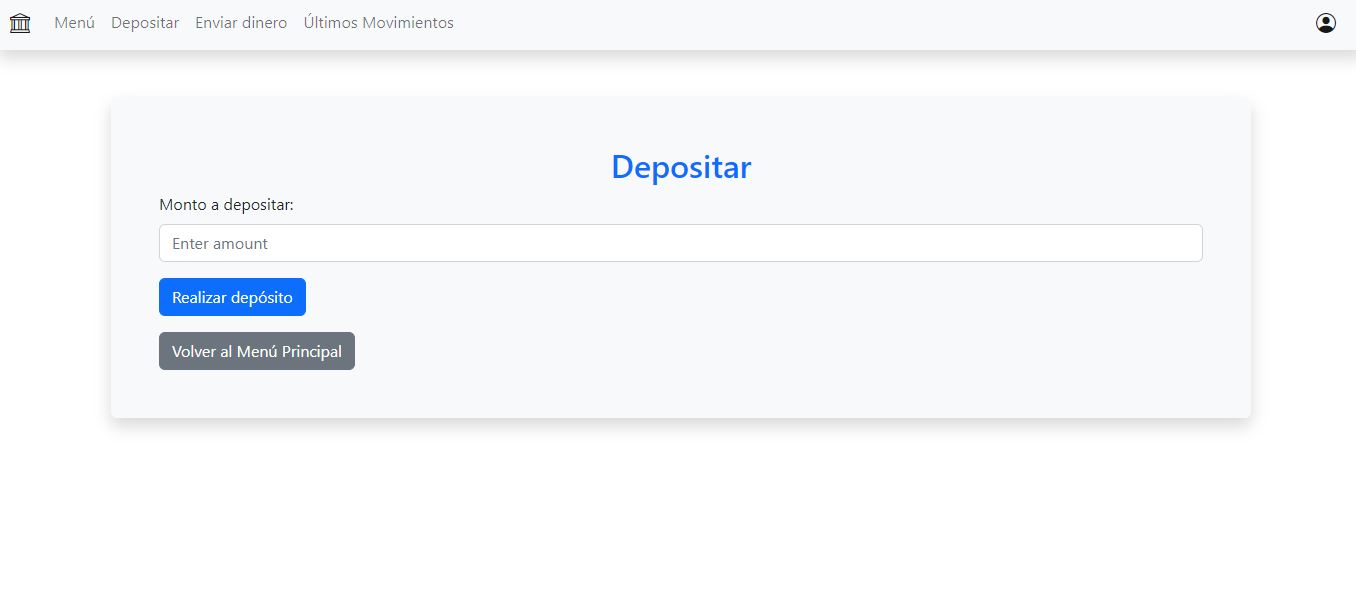 Menú Depositar Enviar dinero Últimos Movimientos
Depositar
Monto a depositar:
Enter amount
Realizar depósito
Volver al Menú Principal